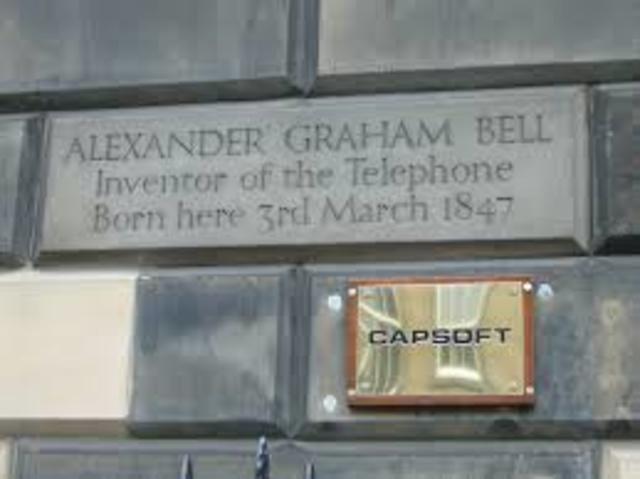 ALEXANDER GRAHAM BELL
Inventor of the Telephone
Born here 3rd March 1847
CAPSOFT